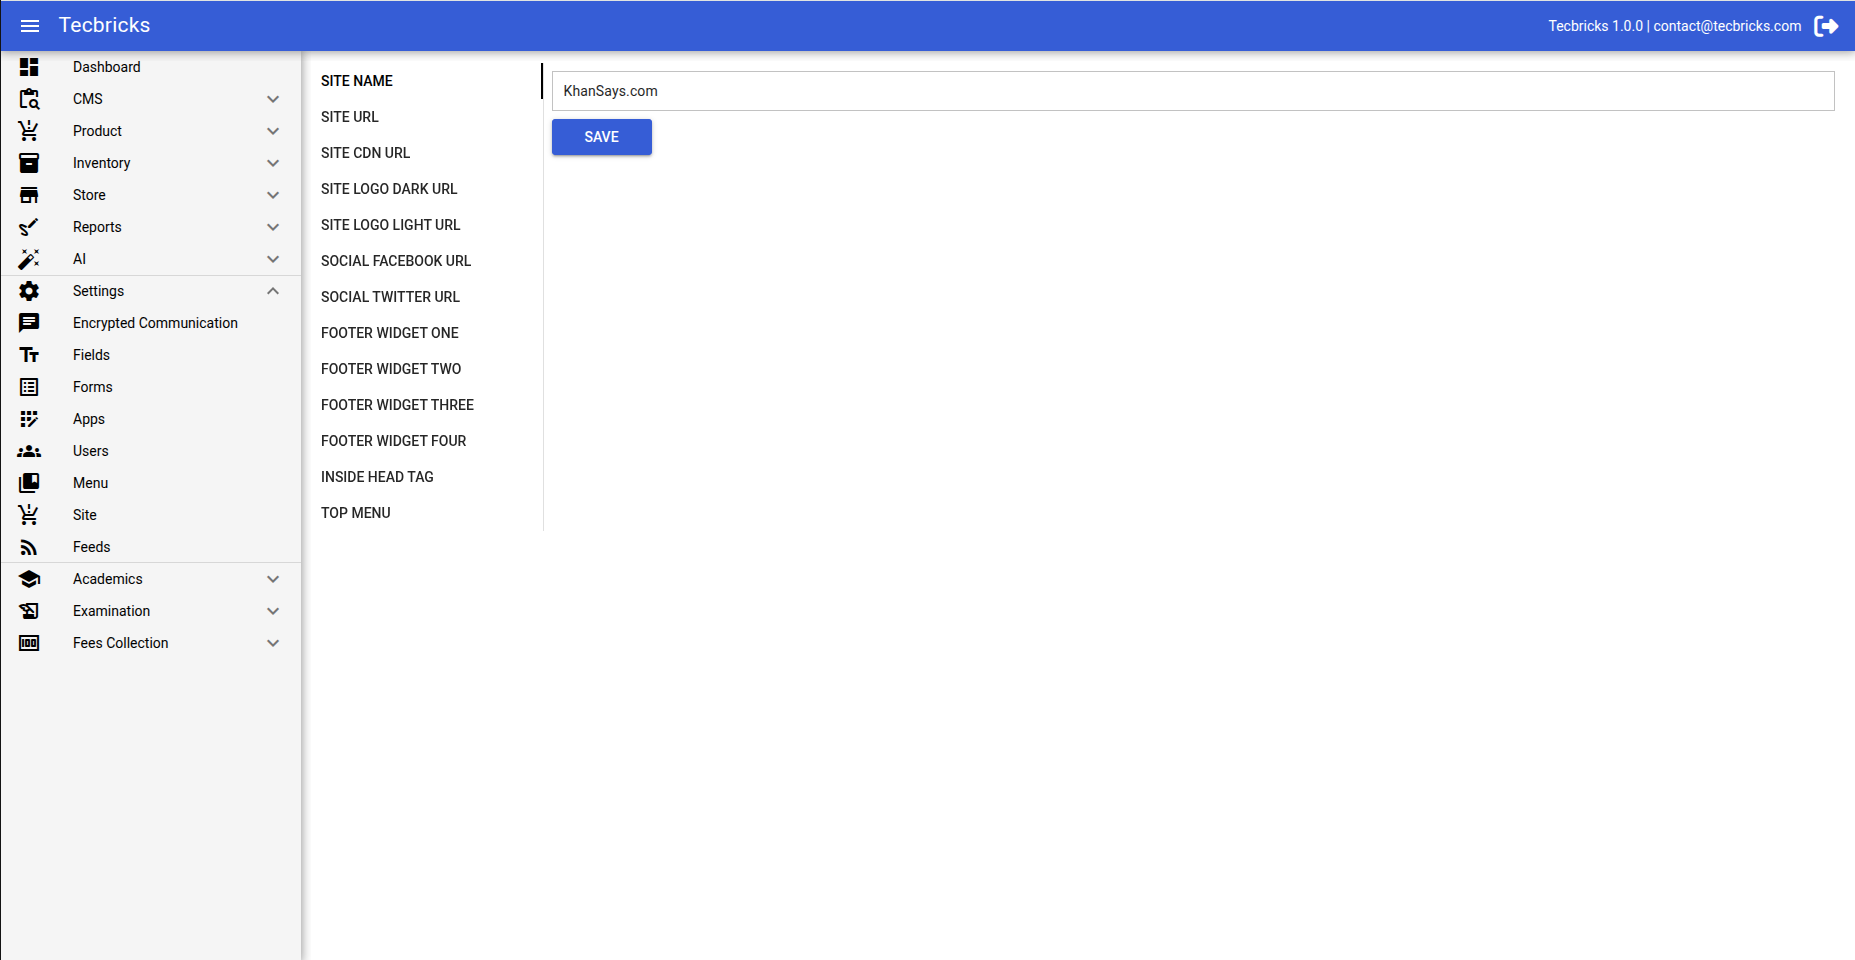 Tecbricks
Tecbricks 1.0.0 | contact@tecbricks.com
Dashboard
CMS
Product
Inventory
Store
Reports
AI
Settings
Encrypted Communication
Fields
Forms
Apps
Users
Menu
Site
Feeds
Academics
Examination
Fees Collection
SITE NAME
SITE URL
SITE CDN URL
SITE LOGO DARK URL
SITE LOGO LIGHT URL
SOCIAL FACEBOOK URL
SOCIAL TWITTER URL
FOOTER WIDGET ONE
FOOTER WIDGET TWO
FOOTER WIDGET THREE
FOOTER WIDGET FOUR
INSIDE HEAD TAG
TOP MENU
KhanSays.com
SAVE